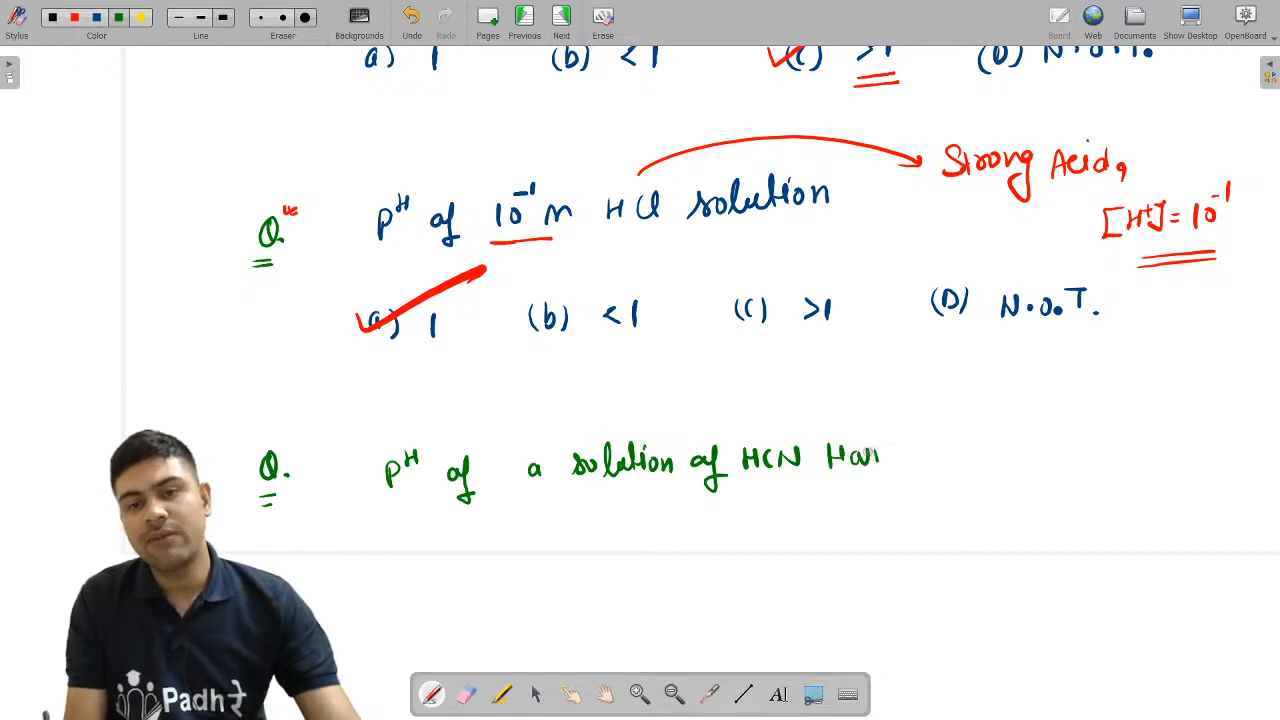 Stylus Color Line Eraser Backgrounds Undo Redo Pages Previous Next Erase Board Web Documents Show Desktop OpenBoard
a) 1 (b) <1 (c) >1 (D) N.O.T.
Strong Acid,
Q. pH of 10⁻¹ M HCl solution
[H⁺] = 10⁻¹
a) 1 (b) <1 (c) >1 (D) N.O.T.
Q. pH of a solution of HCN Havi
Padhरे